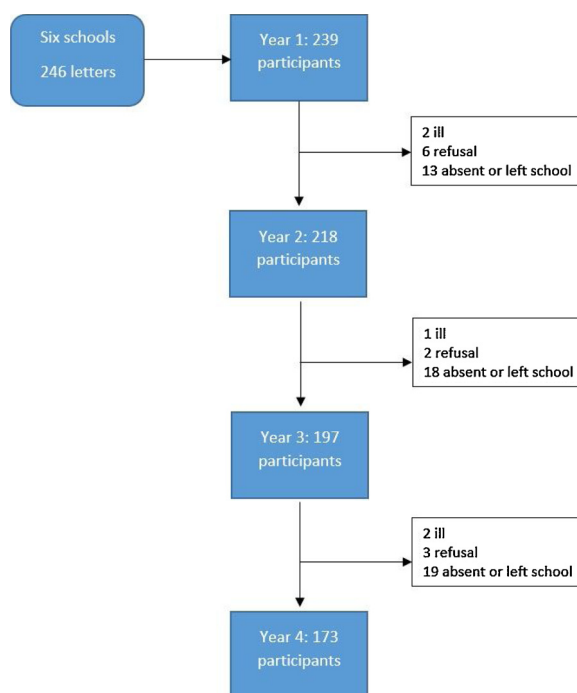 Six schools
246 letters
Year 1: 239
participants
2 ill
6 refusal
13 absent or left school
Year 2: 218
participants
1 ill
2 refusal
18 absent or left school
Year 3: 197
participants
2 ill
3 refusal
19 absent or left school
Year 4: 173
participants